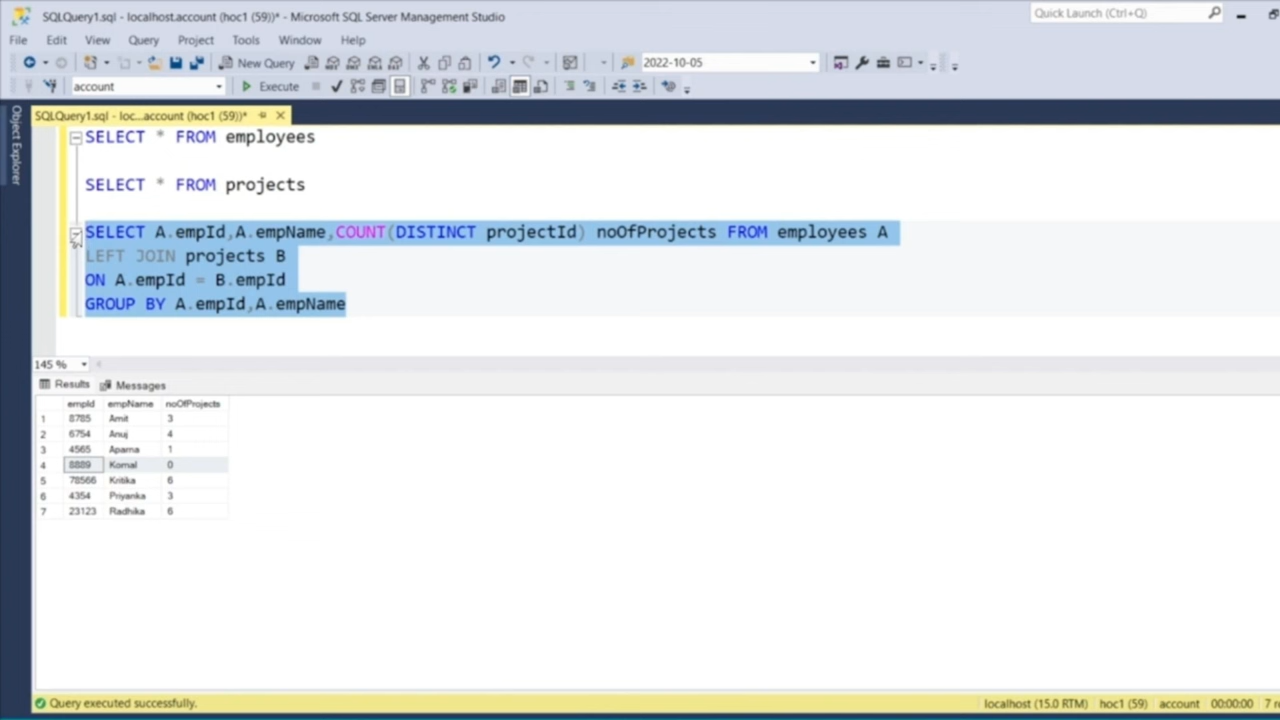 SQLQuery1.sql - localhost.account (hoc1 (59))* - Microsoft SQL Server Management Studio
Quick Launch (Ctrl+Q)
File Edit View Query Project Tools Window Help
New Query
2022-10-05
account
Execute
SQLQuery1.sql - loc...account (hoc1 (59))*
Object Explorer
SELECT * FROM employees
SELECT * FROM projects
SELECT A.empId,A.empName,COUNT(DISTINCT projectId) noOfProjects FROM employees A
LEFT JOIN projects B
ON A.empId = B.empId
GROUP BY A.empId,A.empName
145 %
Results Messages
empId empName noOfProjects
1 8785 Amit 3
2 6754 Anuj 4
3 4565 Aparna 1
4 8889 Komal 0
5 78566 Kritika 6
6 4354 Priyanka 3
7 23123 Radhika 6
Query executed successfully.
localhost (15.0 RTM) hoc1 (59) account 00:00:00 7